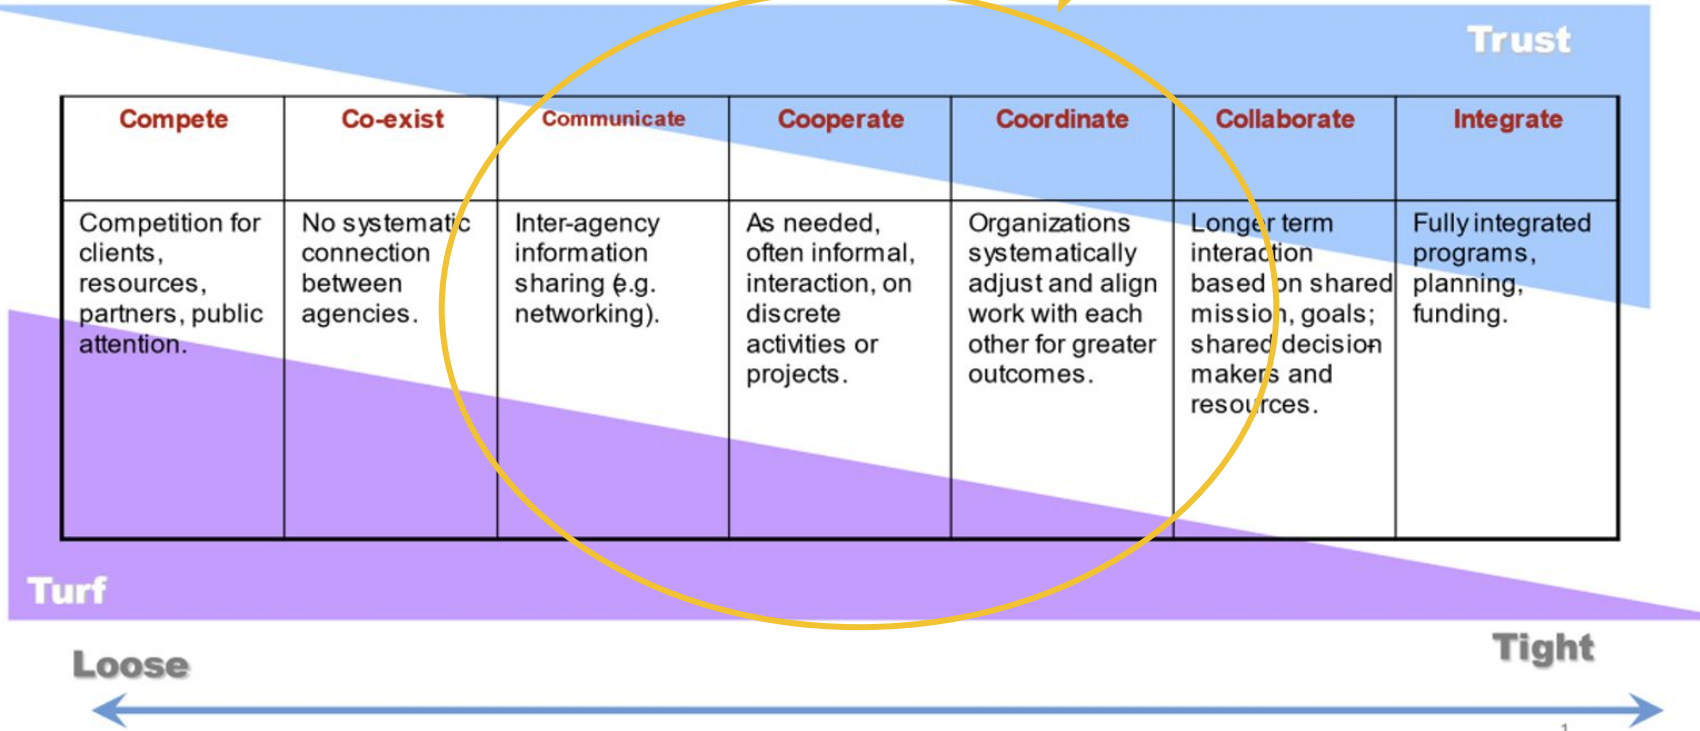 Trust
Compete
Co-exist
Communicate
Cooperate
Coordinate
Collaborate
Integrate
Competition for
clients,
resources,
partners, public
attention.
No systematic
connection
between
agencies.
Inter-agency
information
sharing (e.g.
networking).
As needed,
often informal,
interaction, on
discrete
activities or
projects.
Organizations
systematically
adjust and align
work with each
other for greater
outcomes.
Longer term
interaction
based on shared
mission, goals;
shared decision-
makers and
resources.
Fully integrated
programs,
planning,
funding.
Turf
Loose
Tight
1